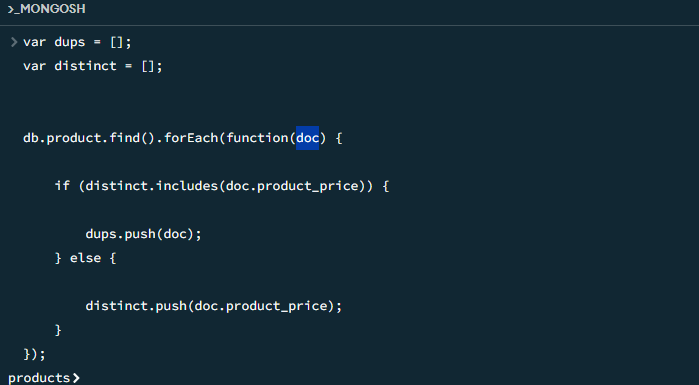 >_MONGOSH
> var dups = [];
var distinct = [];
db.product.find().forEach(function(doc) {
if (distinct.includes(doc.product_price)) {
dups.push(doc);
} else {
distinct.push(doc.product_price);
}
});
products>